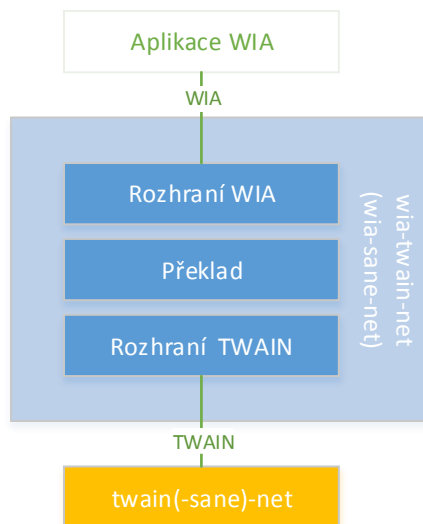 Aplikace WIA
WIA
Rozhraní WIA
Překlad
Rozhraní TWAIN
wia-twain-net
(wia-sane-net)
TWAIN
twain(-sane)-net